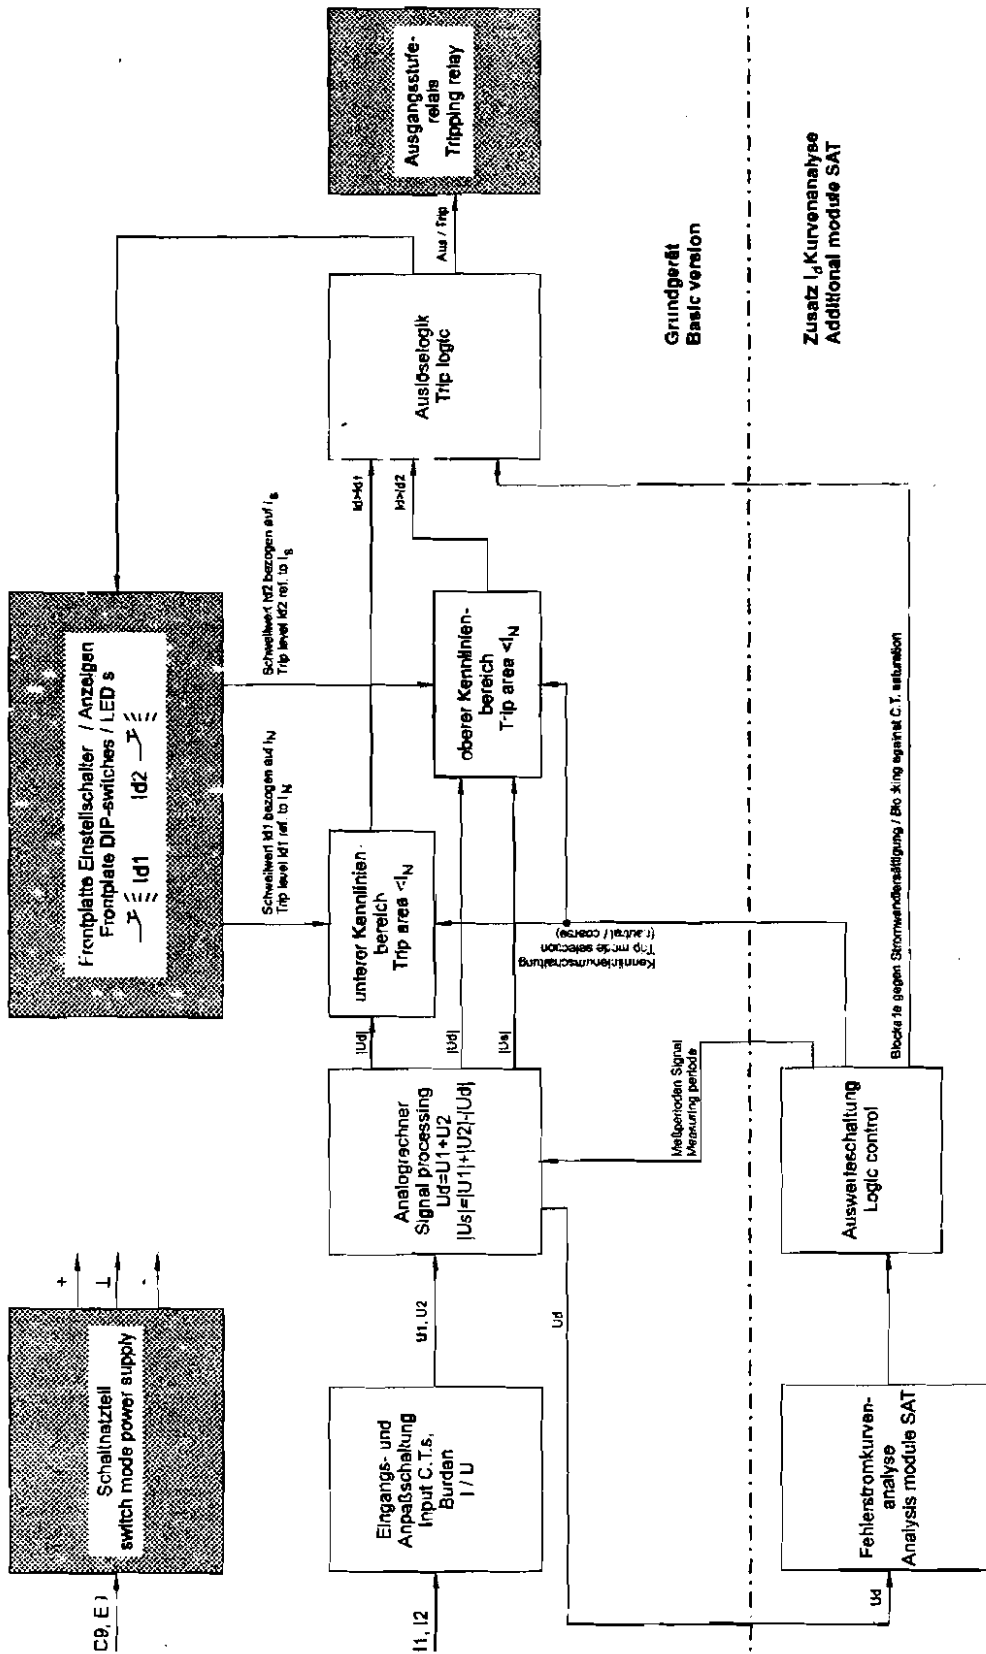 C9, E
Schaltnetzteil
switch mode power supply
+
⊥
-
Frontplatte Einstellschalter / Anzeigen
Frontplate DIP-switches / LED s
Id1
Id2
Schwellwert Id1 bezogen auf IN
Trip level Id1 ref. to IN
Schwellwert Id2 bezogen auf IS
Trip level Id2 ref. to IS
I1, I2
Eingangs- und
Anpaßschaltung
Input C.T.s,
Burden
I / U
U1, U2
Analogrechner
Signal processing
Ud=U1+U2
|Us|=|U1|+|U2|-|Ud|
|Ud|
|Ud|
|Us|
unterer Kennlinien-
bereich
Trip area <IN
oberer Kennlinien-
bereich
Trip area <IN
Id>Id1
Id>Id2
Auslöselogik
Trip logic
Aus / Trip
Ausgangsstufe-
relais
Tripping relay
Kennlinienumschaltung
Trip mode selection
/ coarse)
Ud
Meßperioden Signal
Measuring periode
Grundgerät
Basic version
Zusatz Id Kurvenanalyse
Additional module SAT
Ud
Fehlerstromkurven-
analyse
Analysis module SAT
Auswerteschaltung
Logic control
Blockade gegen Stromwandlersättigung / Blocking against C.T. saturation